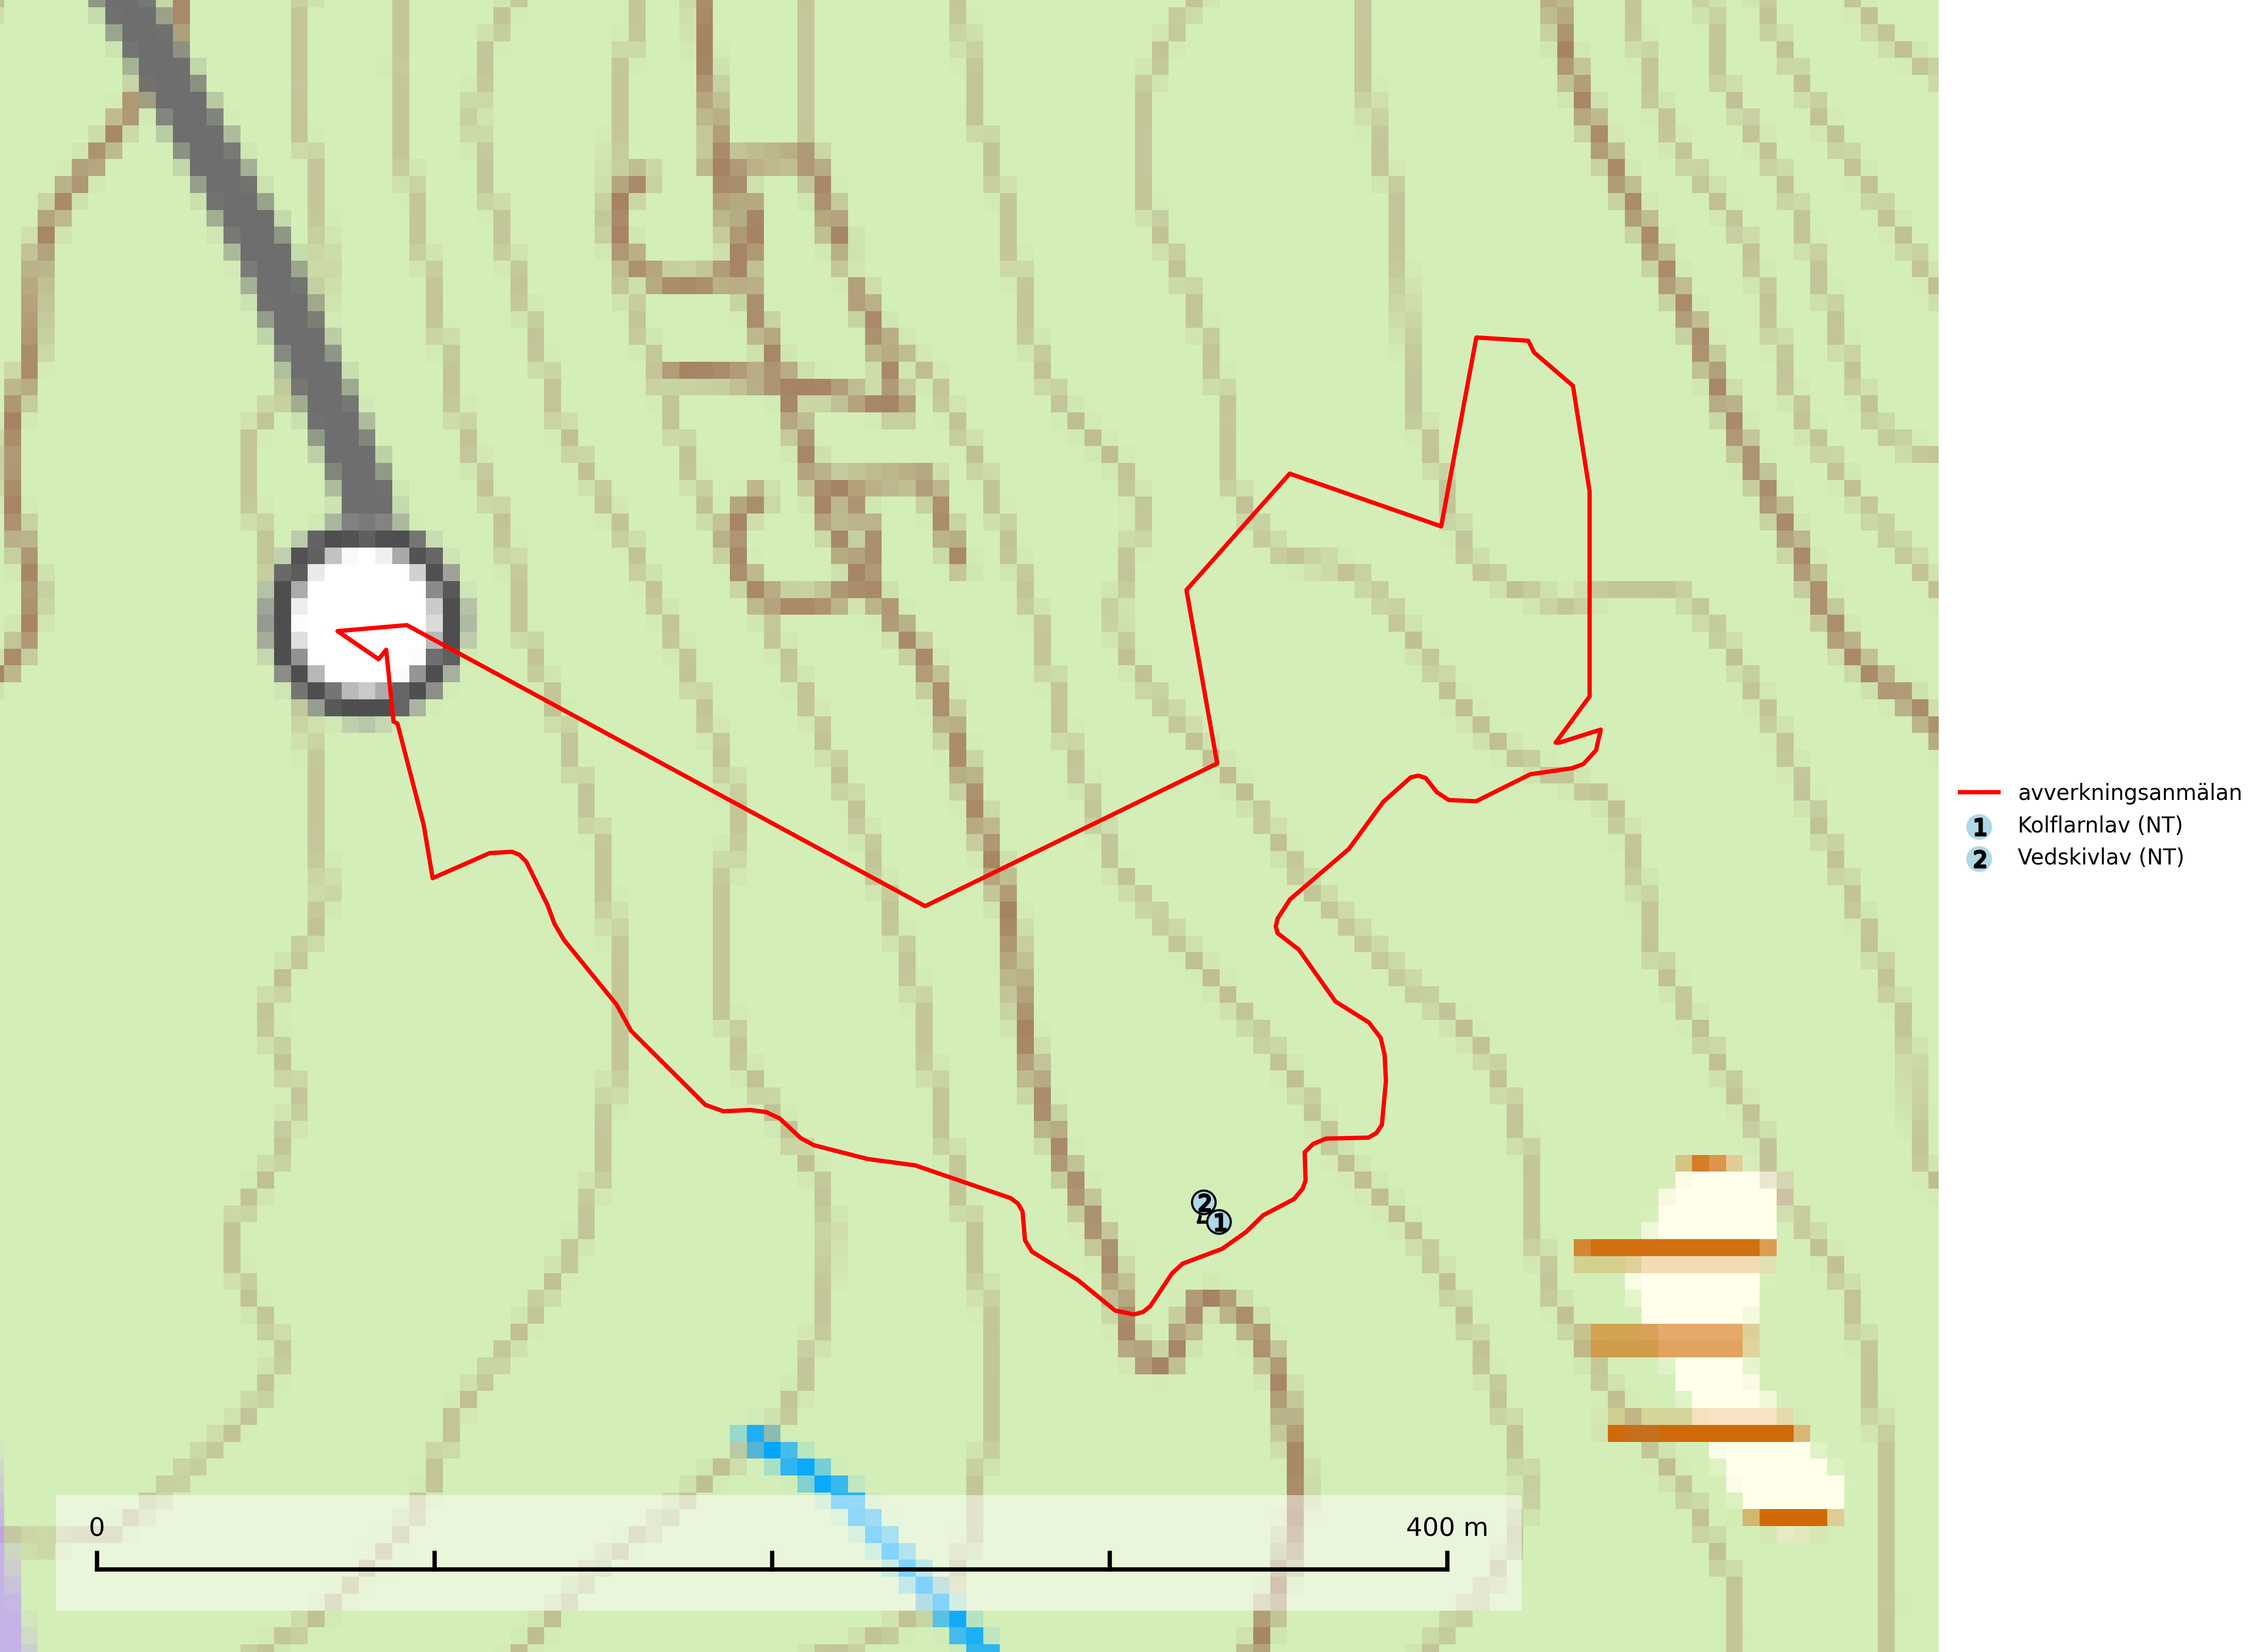 avverkningsanmälan
1 Kolflarnlav (NT)
2 Vedskivlav (NT)
2
1
0 400 m